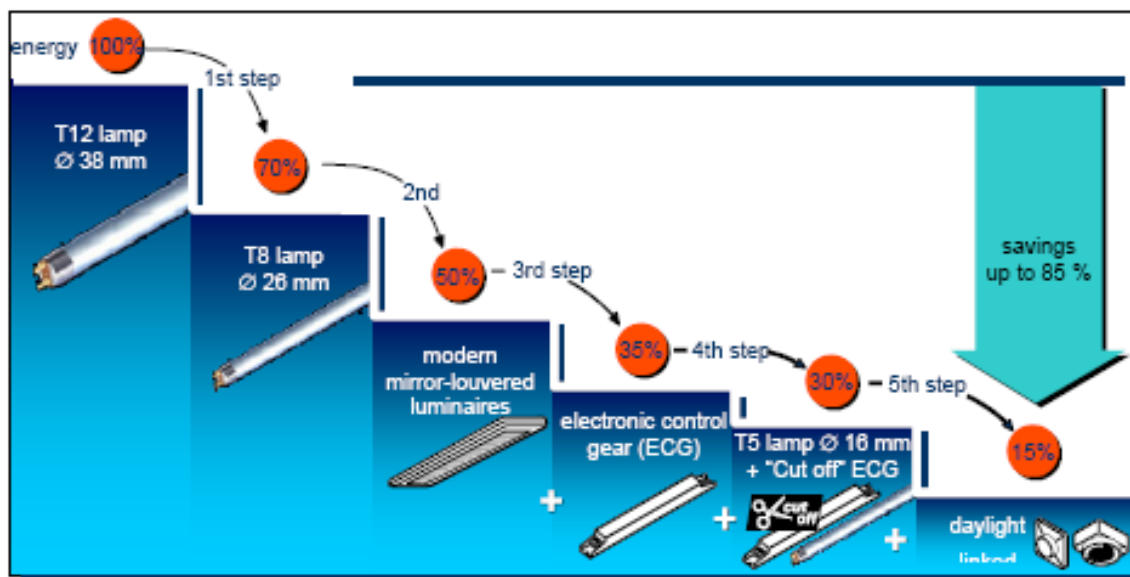 energy 100%
1st step
T12 lamp
Ø 38 mm
70%
2nd
T8 lamp
Ø 26 mm
50%
3rd step
modern
mirror-louvered
luminaires
+
35%
4th step
electronic control
gear (ECG)
+
30%
5th step
T5 lamp Ø 16 mm
+ "Cut off" ECG
cut
off
+
15%
daylight
linked
savings
up to 85 %